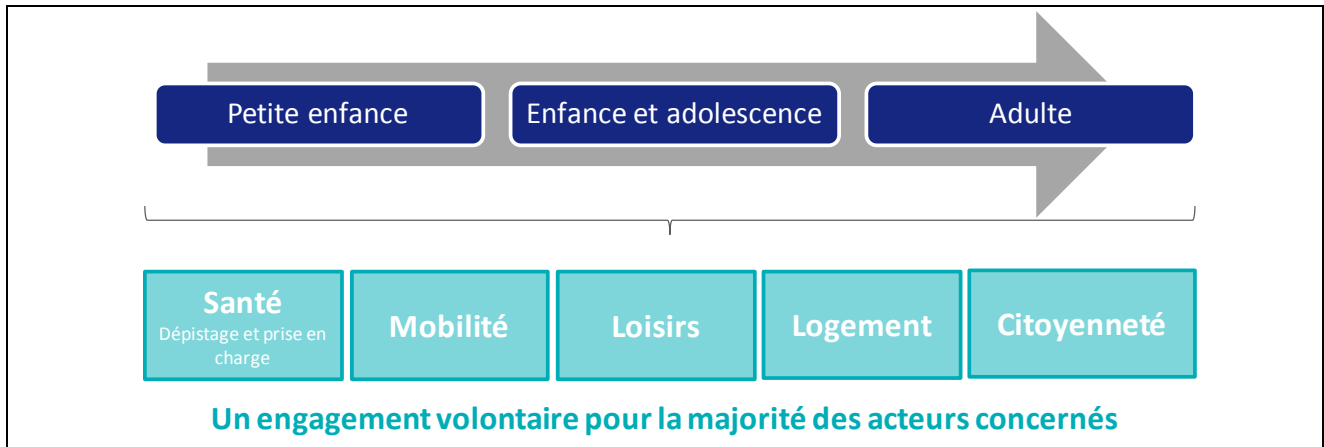 Petite enfance
Enfance et adolescence
Adulte
Santé
Dépistage et prise en
charge
Mobilité
Loisirs
Logement
Citoyenneté
Un engagement volontaire pour la majorité des acteurs concernés